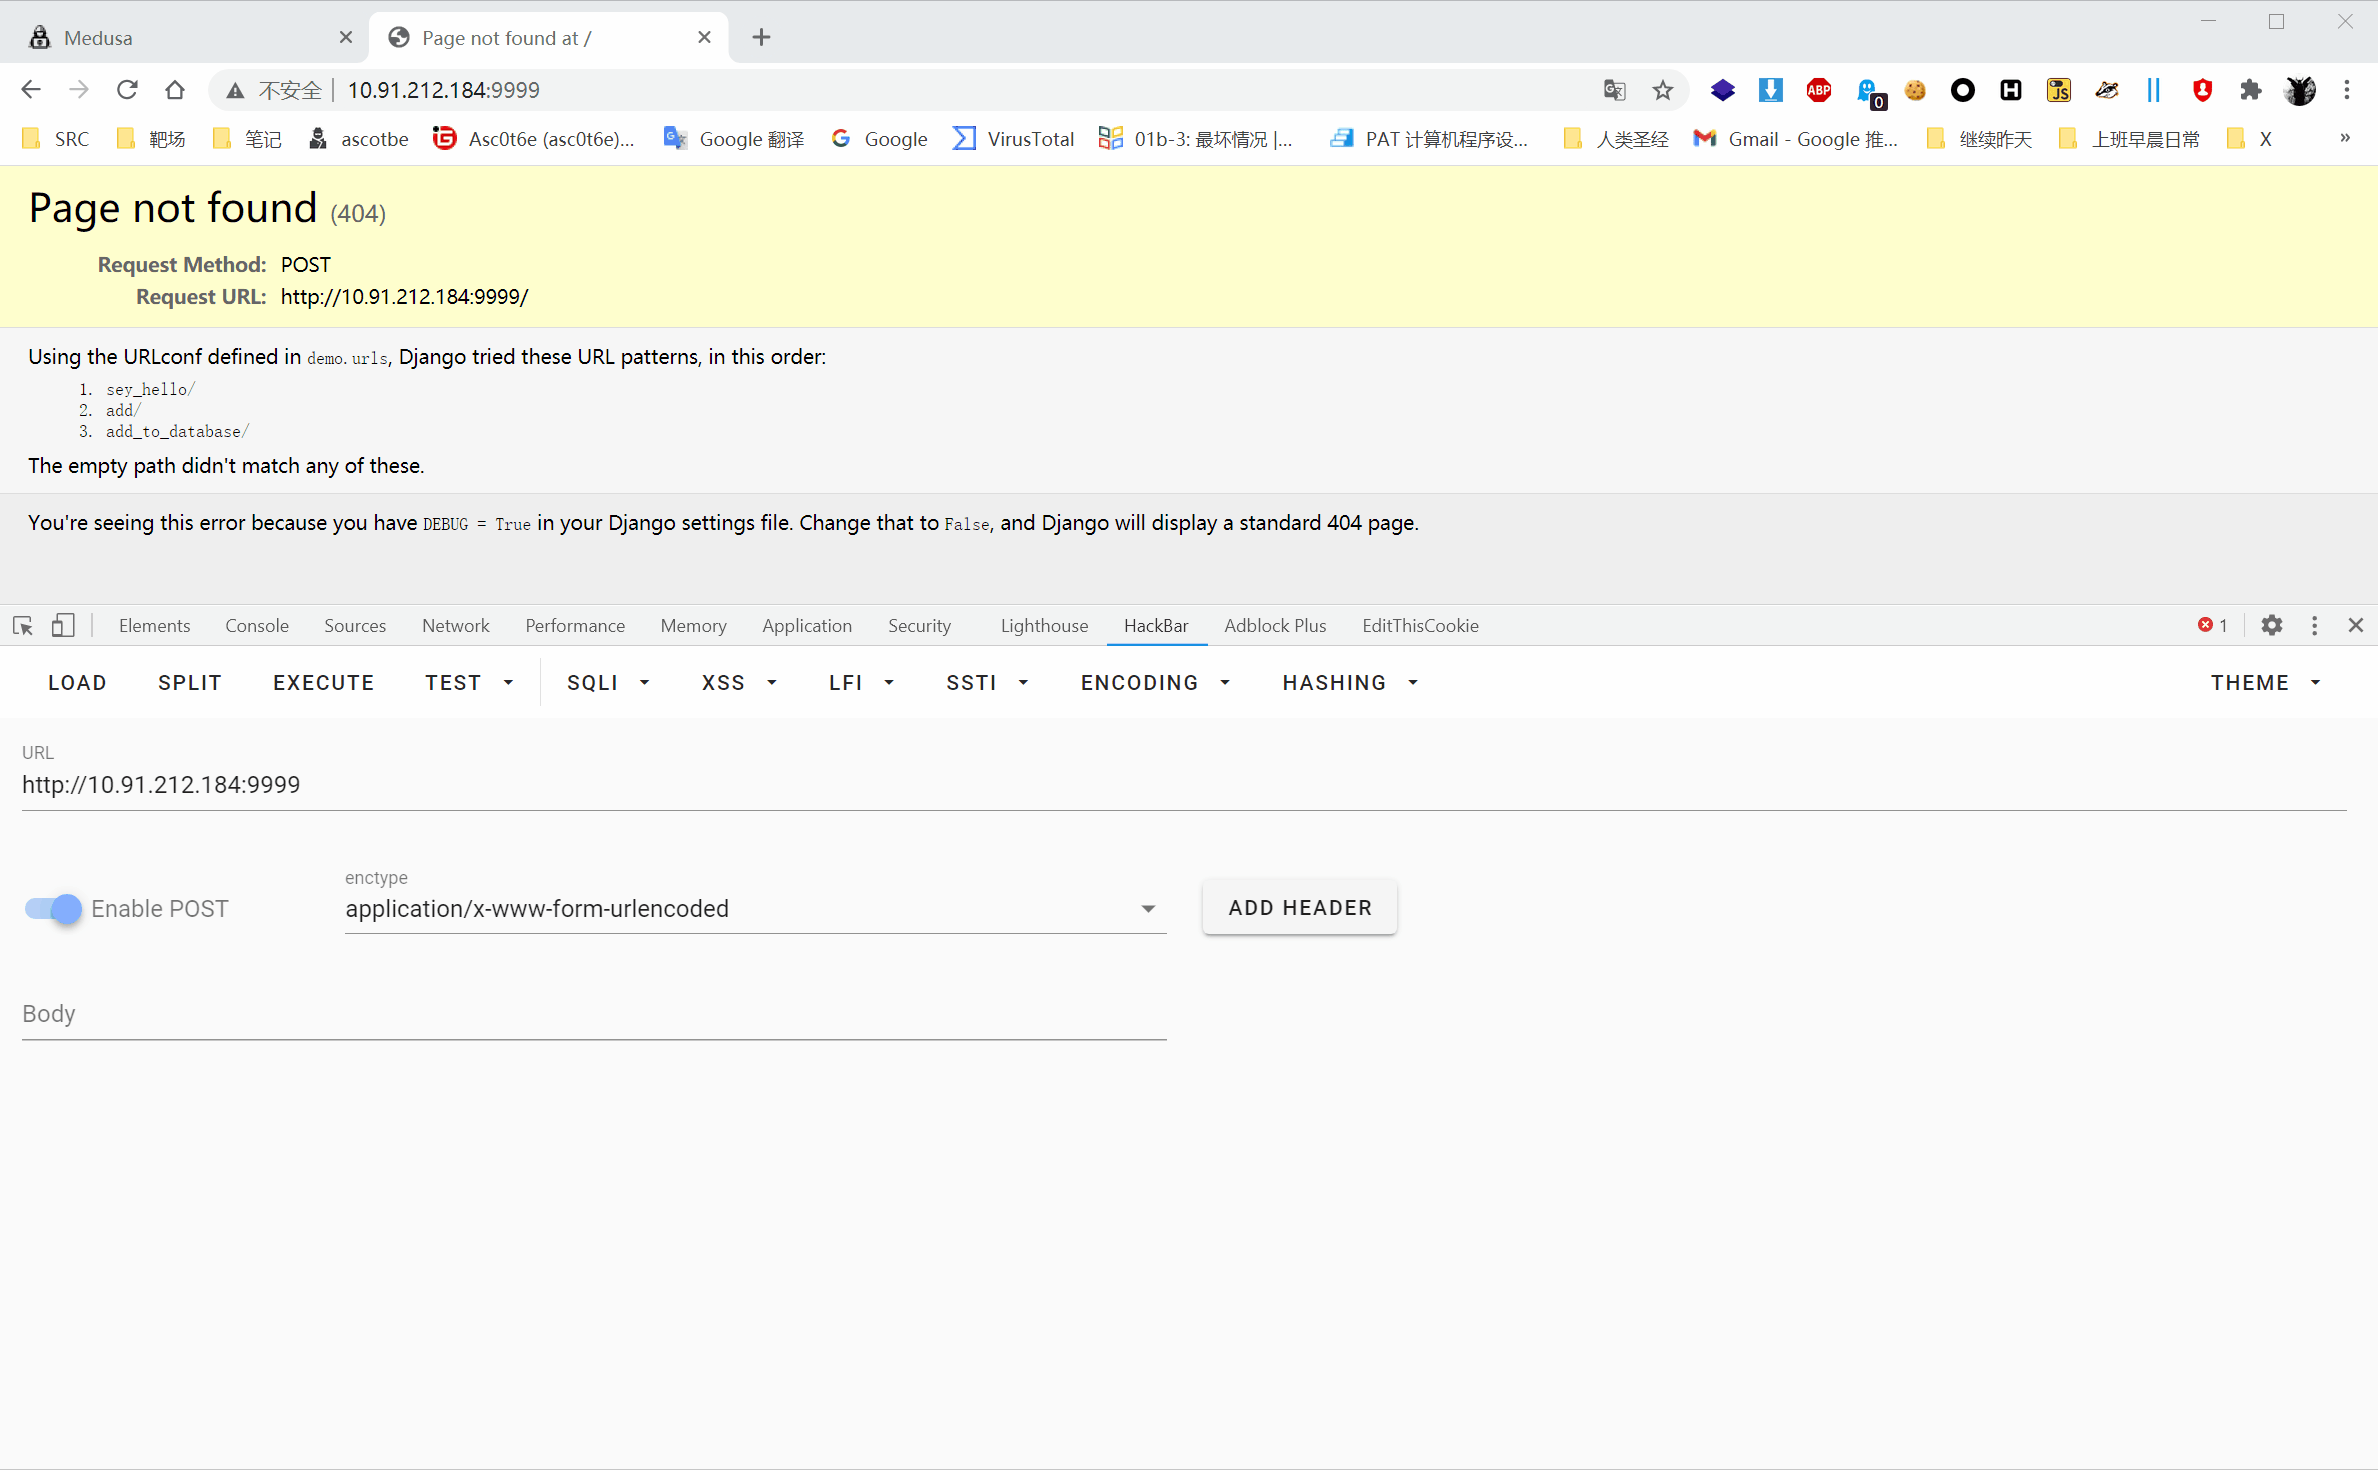 Medusa
Page not found at /
不安全 10.91.212.184:9999
ABP
0
JS
SRC 靶场 笔记 ascotbe Asc0t6e (asc0t6e)... Google 翻译 Google VirusTotal 01b-3: 最坏情况 |... PAT 计算机程序设... 人类圣经 Gmail - Google 推... 继续昨天 上班早晨日常 X »
Page not found (404)
Request Method: POST
Request URL: http://10.91.212.184:9999/
Using the URLconf defined in demo.urls, Django tried these URL patterns, in this order:
1. sey_hello/
2. add/
3. add_to_database/
The empty path didn't match any of these.
You're seeing this error because you have DEBUG = True in your Django settings file. Change that to False, and Django will display a standard 404 page.
Elements Console Sources Network Performance Memory Application Security Lighthouse HackBar Adblock Plus EditThisCookie 1
LOAD SPLIT EXECUTE TEST SQLI XSS LFI SSTI ENCODING HASHING THEME
URL
http://10.91.212.184:9999
enctype
Enable POST application/x-www-form-urlencoded ADD HEADER
Body